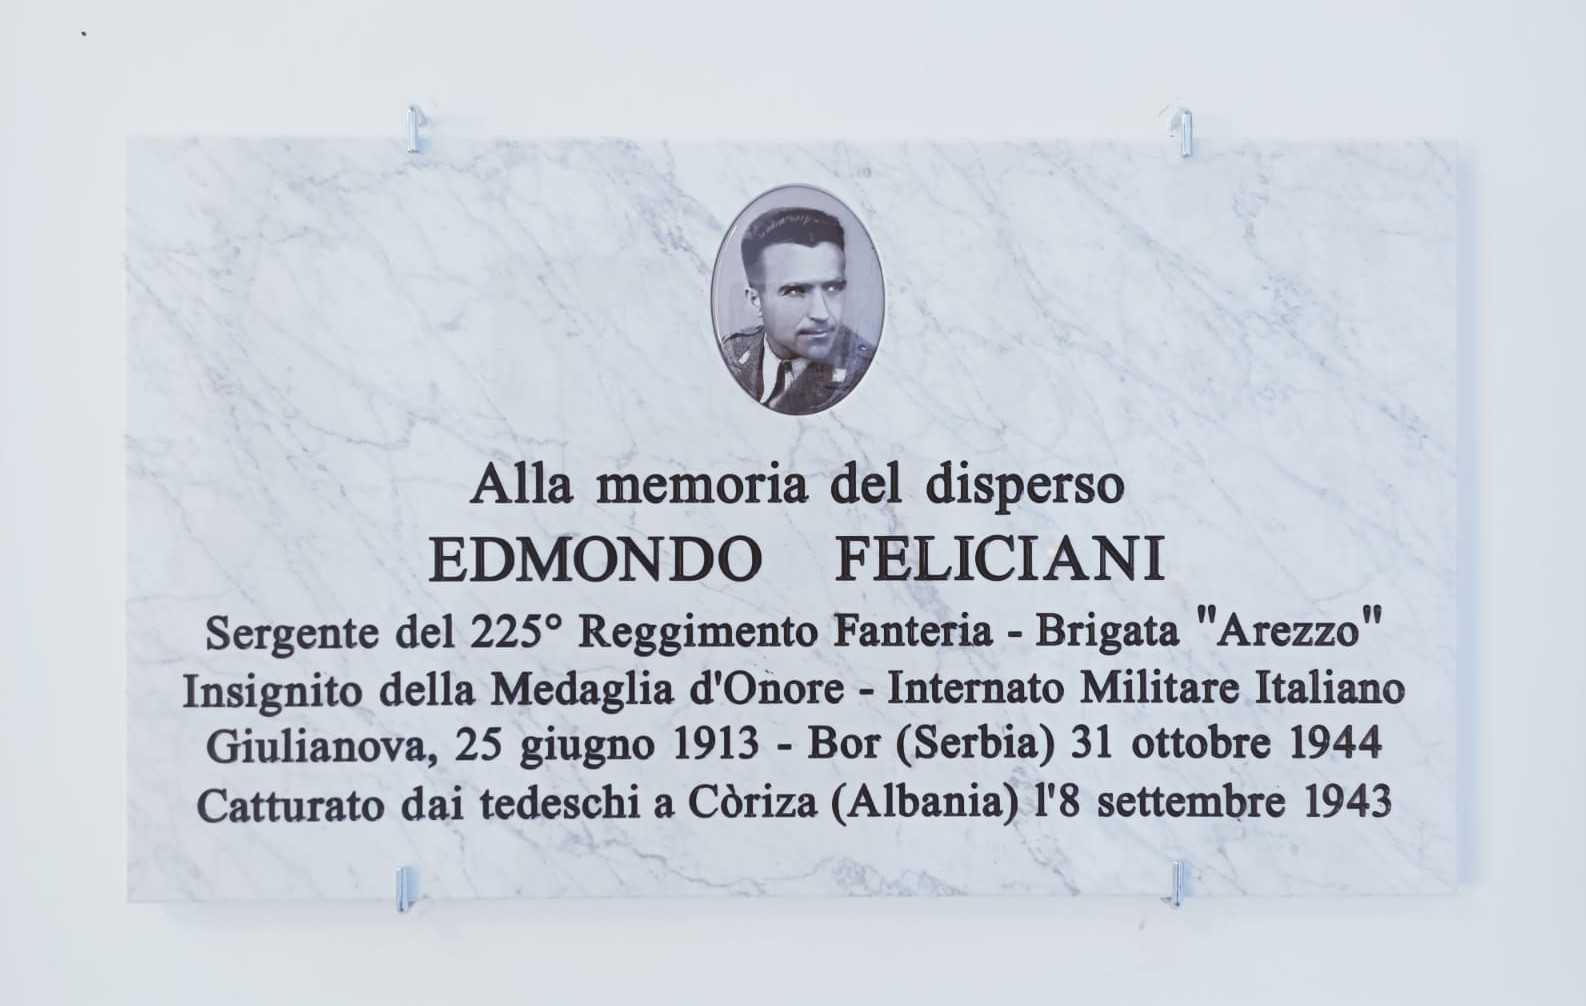 Alla memoria del disperso
EDMONDO FELICIANI
Sergente del 225° Reggimento Fanteria - Brigata "Arezzo"
Insignito della Medaglia d'Onore - Internato Militare Italiano
Giulianova, 25 giugno 1913 - Bor (Serbia) 31 ottobre 1944
Catturato dai tedeschi a Còriza (Albania) l'8 settembre 1943